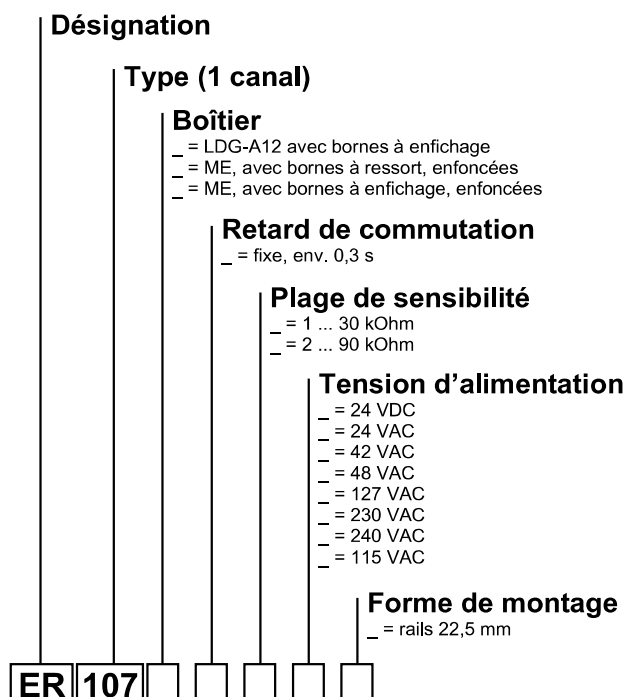 Désignation
Type (1 canal)
Boîtier
_ = LDG-A12 avec bornes à enfichage
_ = ME, avec bornes à ressort, enfoncées
_ = ME, avec bornes à enfichage, enfoncées
Retard de commutation
_ = fixe, env. 0,3 s
Plage de sensibilité
_ = 1 ... 30 kOhm
_ = 2 ... 90 kOhm
Tension d’alimentation
_ = 24 VDC
_ = 24 VAC
_ = 42 VAC
_ = 48 VAC
_ = 127 VAC
_ = 230 VAC
_ = 240 VAC
_ = 115 VAC
Forme de montage
_ = rails 22,5 mm
ER 107